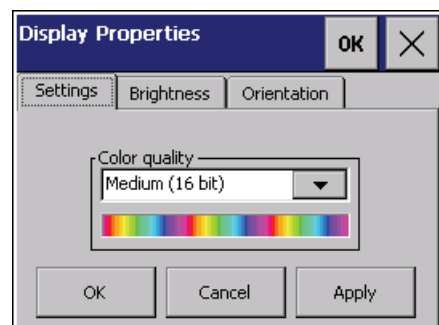 Display Properties OK
Settings Brightness Orientation
Color quality
Medium (16 bit)
OK Cancel Apply